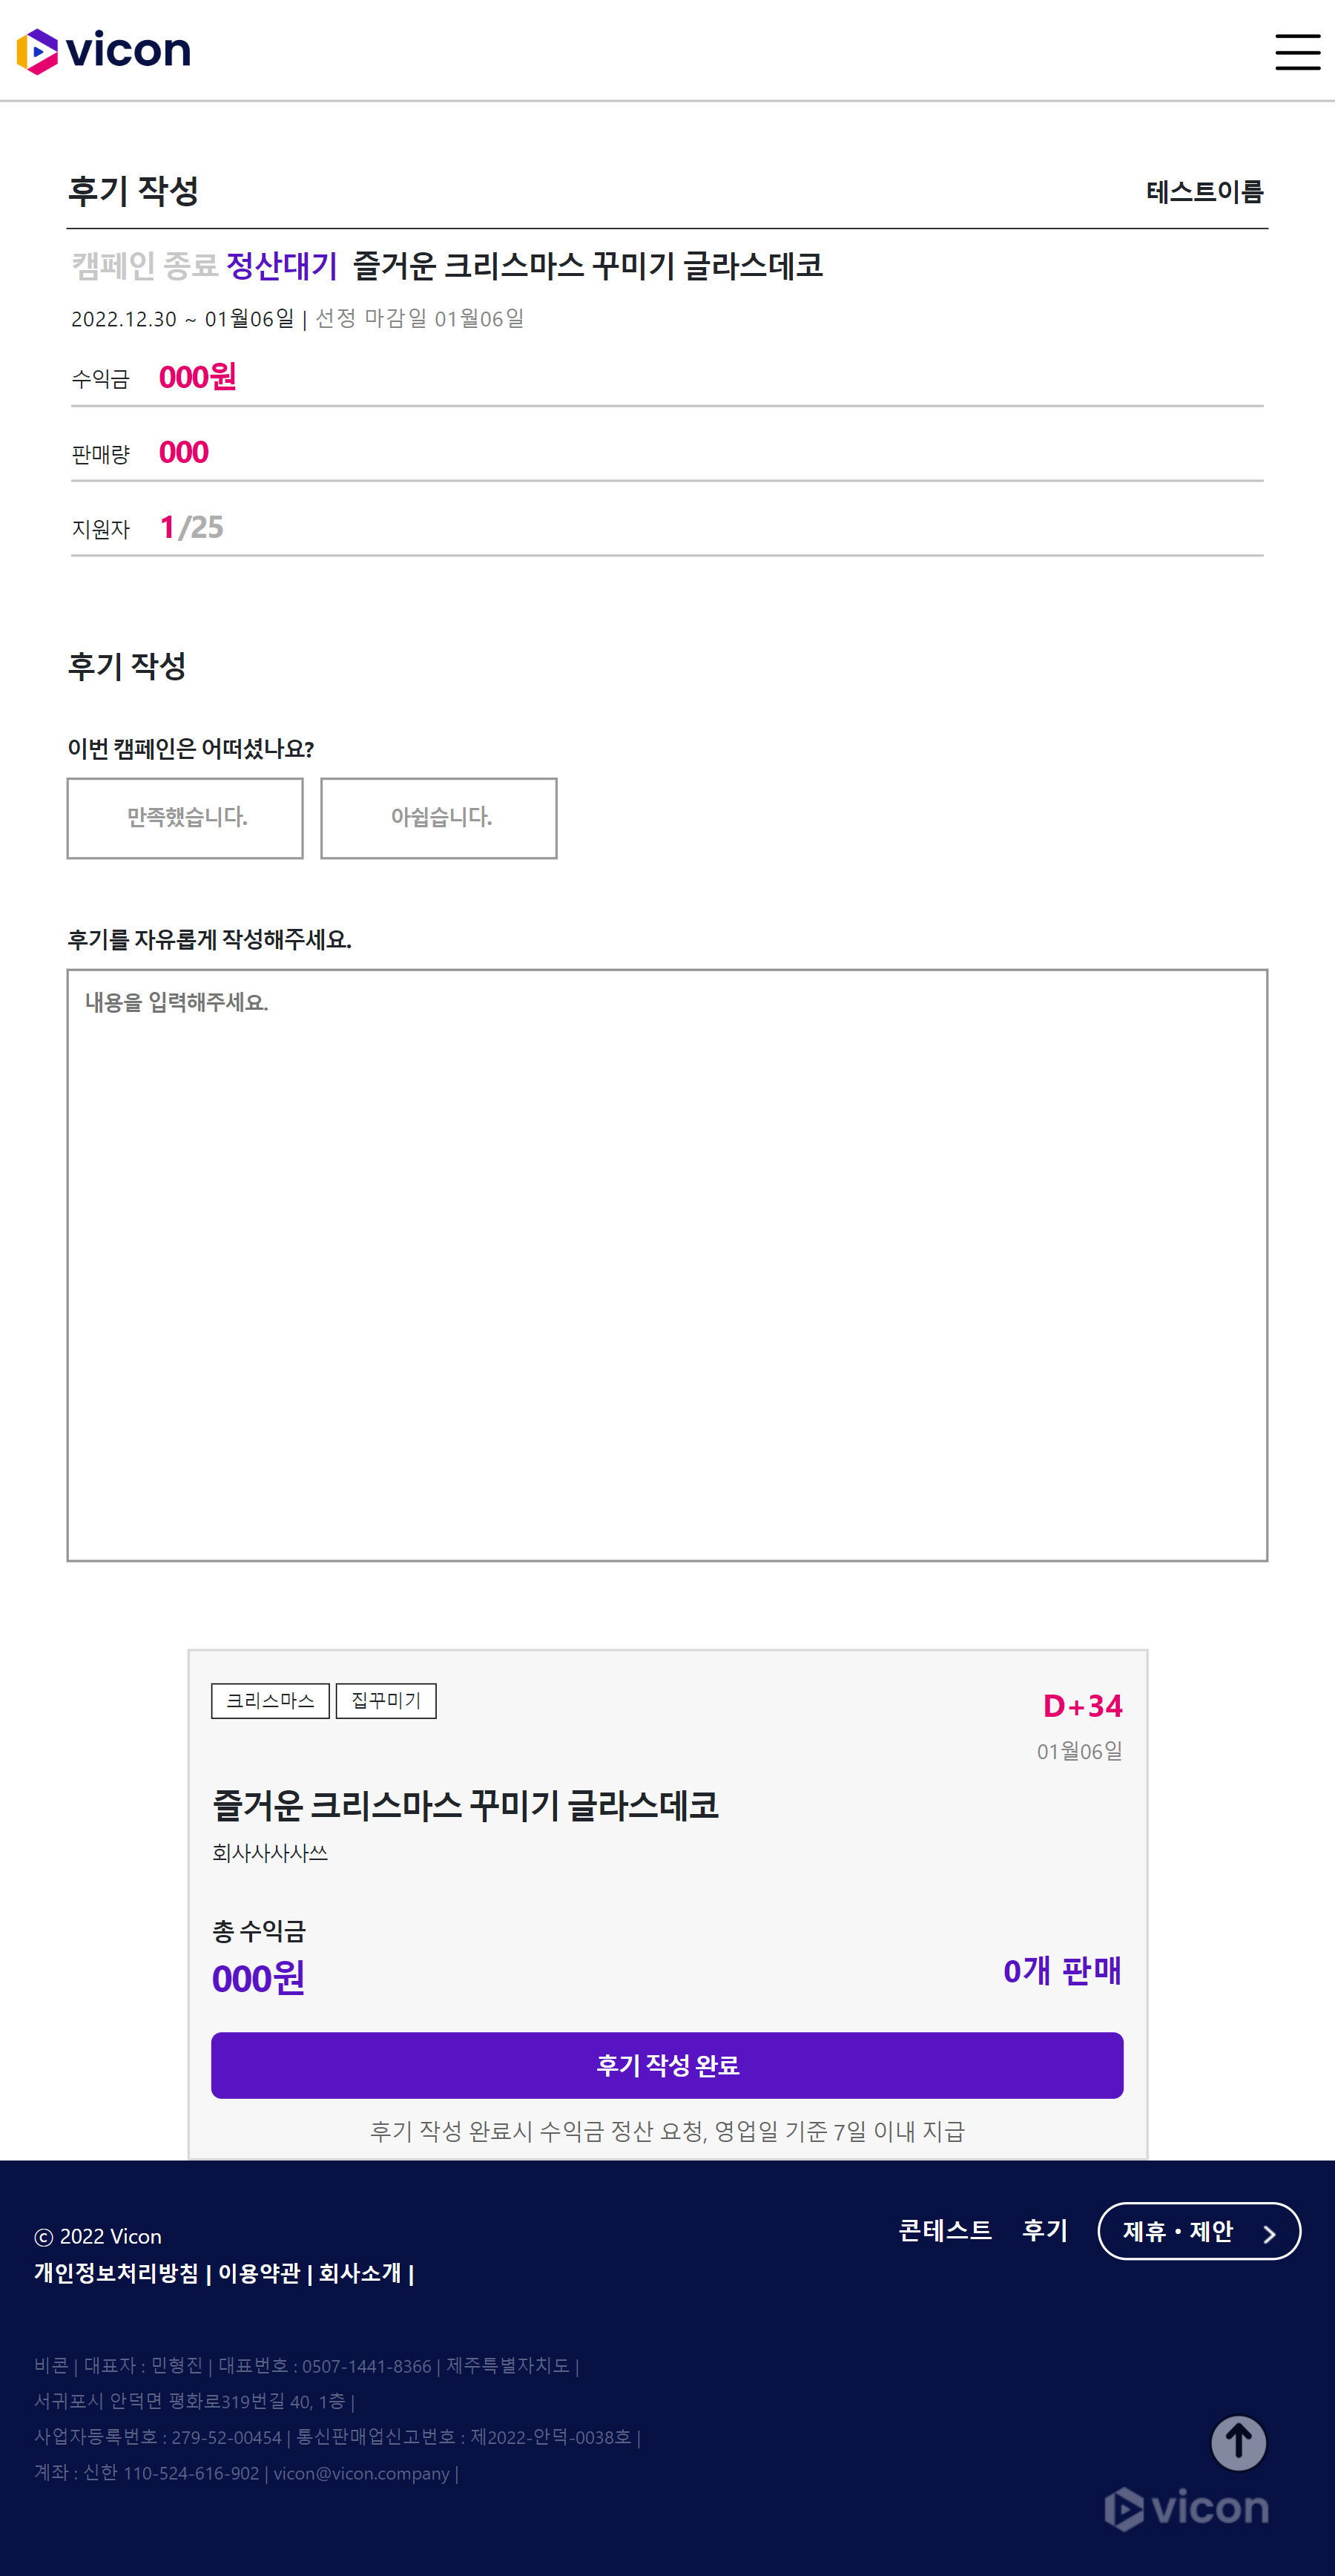 vicon
후기 작성
테스트이름
캠페인 종료 정산대기 즐거운 크리스마스 꾸미기 글라스데코
2022.12.30 ~ 01월06일 | 선정 마감일 01월06일
수익금 000원
판매량 000
지원자 1/25
후기 작성
이번 캠페인은 어떠셨나요?
만족했습니다. 아쉽습니다.
후기를 자유롭게 작성해주세요.
내용을 입력해주세요.
크리스마스 집꾸미기
D+34
01월06일
즐거운 크리스마스 꾸미기 글라스데코
회사사사사쓰
총 수익금
000원
0개 판매
후기 작성 완료
후기 작성 완료시 수익금 정산 요청, 영업일 기준 7일 이내 지급
콘테스트 후기 제휴 · 제안
ⓒ 2022 Vicon
개인정보처리방침 | 이용약관 | 회사소개 |
비콘 | 대표자 : 민형진 | 대표번호 : 0507-1441-8366 | 제주특별자치도 |
서귀포시 안덕면 평화로319번길 40, 1층 |
사업자등록번호 : 279-52-00454 | 통신판매업신고번호 : 제2022-안덕-0038호 |
계좌 : 신한 110-524-616-902 | vicon@vicon.company |
vicon